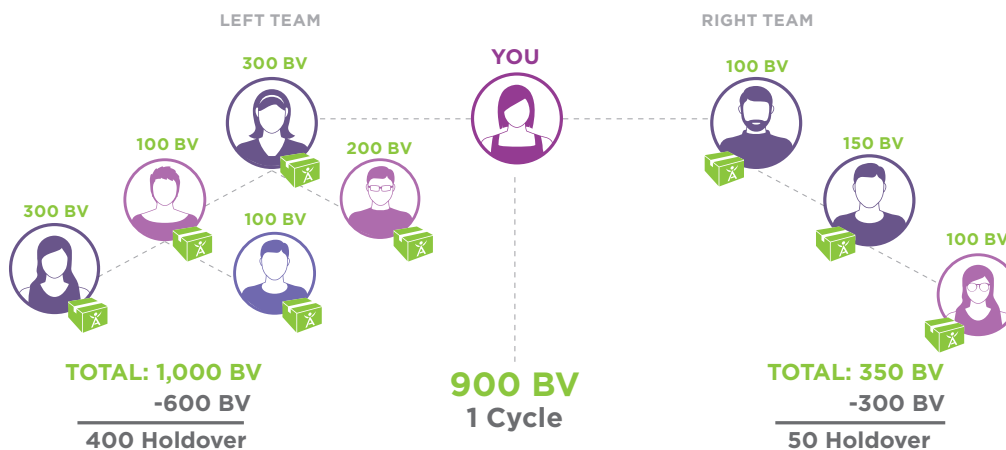 LEFT TEAM
RIGHT TEAM
YOU
300 BV
100 BV
100 BV
200 BV
150 BV
300 BV
100 BV
100 BV
TOTAL: 1,000 BV
-600 BV
400 Holdover
900 BV
1 Cycle
TOTAL: 350 BV
-300 BV
50 Holdover